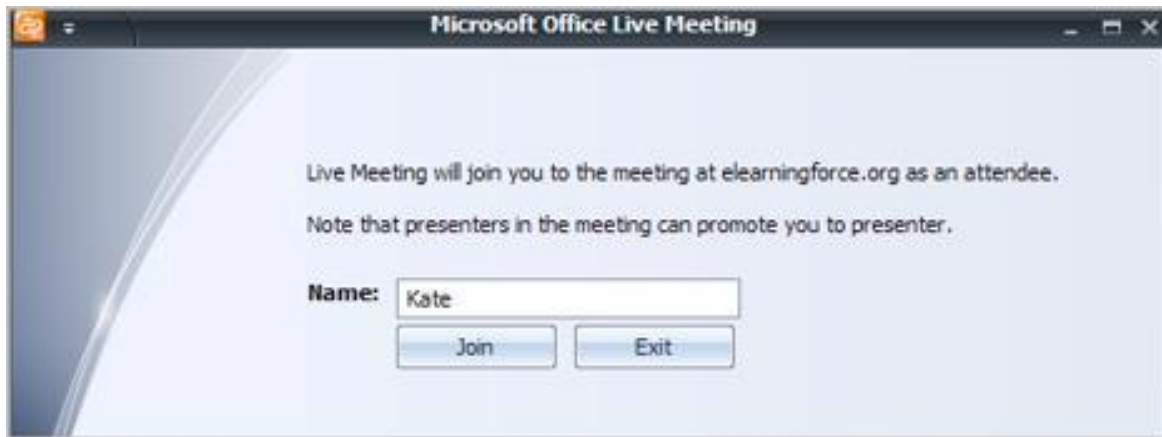 Microsoft Office Live Meeting
Live Meeting will join you to the meeting at elearningforce.org as an attendee.
Note that presenters in the meeting can promote you to presenter.
Name: Kate
Join Exit